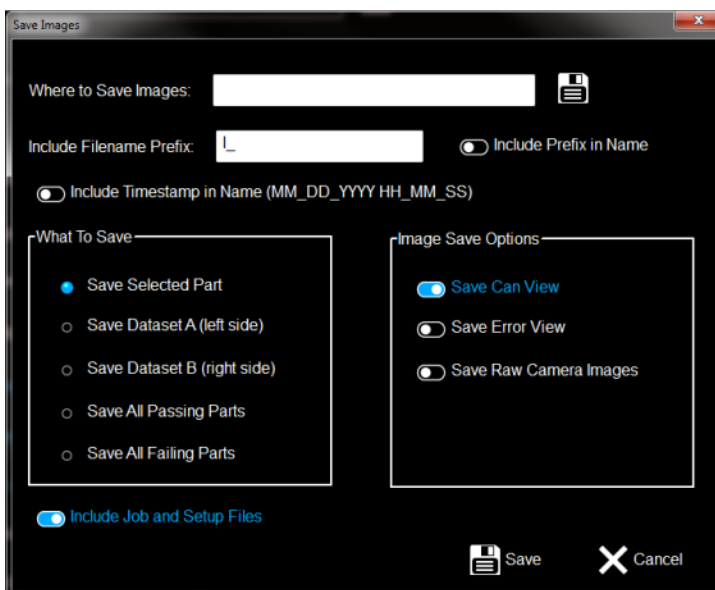 Save Images
x
Where to Save Images:
Include Filename Prefix: I_ Include Prefix in Name
Include Timestamp in Name (MM_DD_YYYY HH_MM_SS)
What To Save
Save Selected Part
Save Dataset A (left side)
Save Dataset B (right side)
Save All Passing Parts
Save All Failing Parts
Image Save Options
Save Can View
Save Error View
Save Raw Camera Images
Include Job and Setup Files
Save Cancel